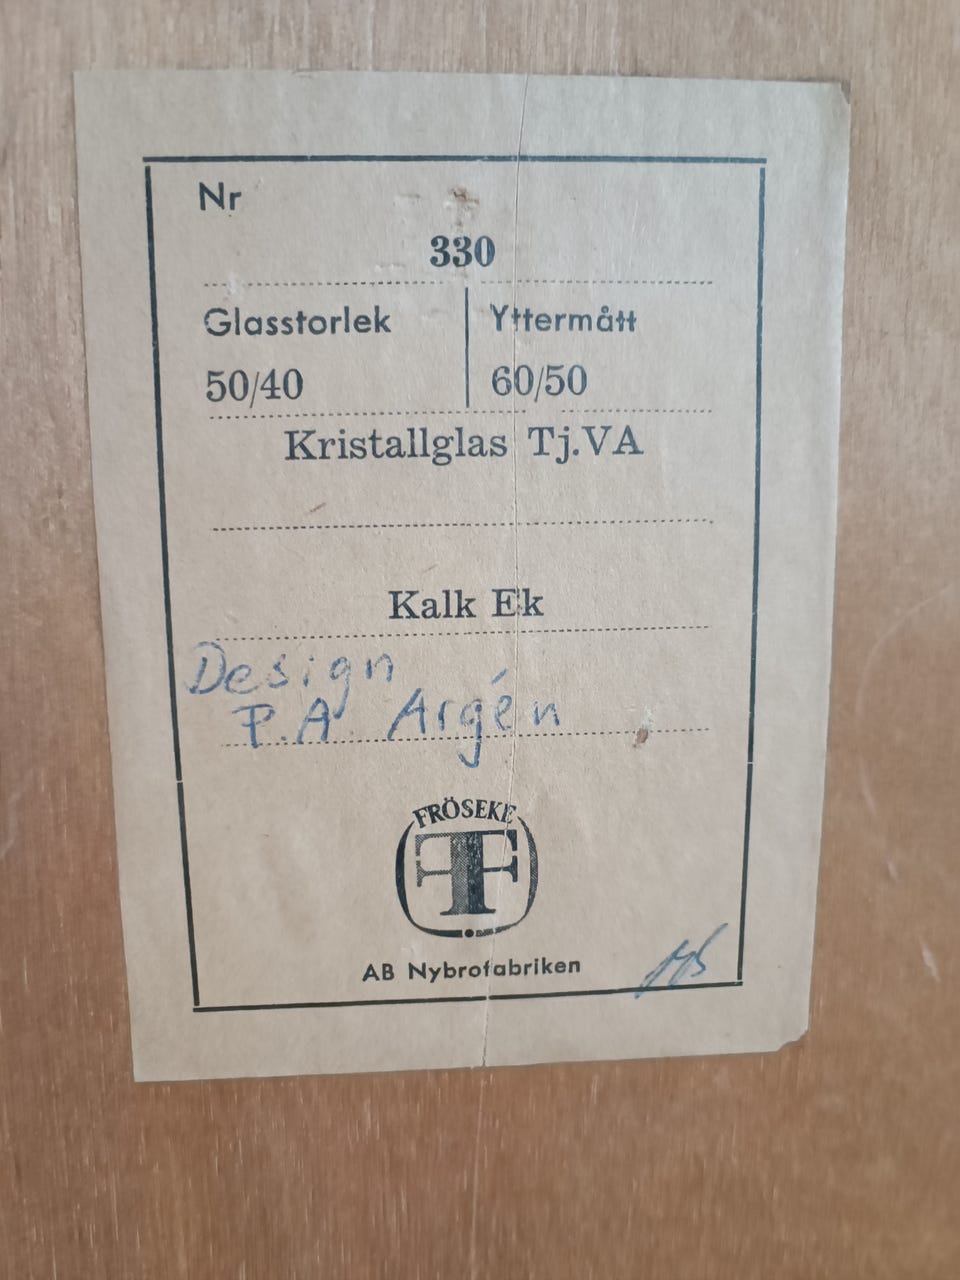 Nr
330
Glasstorlek Yttermått
50/40 60/50
Kristallglas Tj.VA
Kalk Ek
Design
P.A. Argén
FRÖSEKE
F F
AB Nybrofabriken